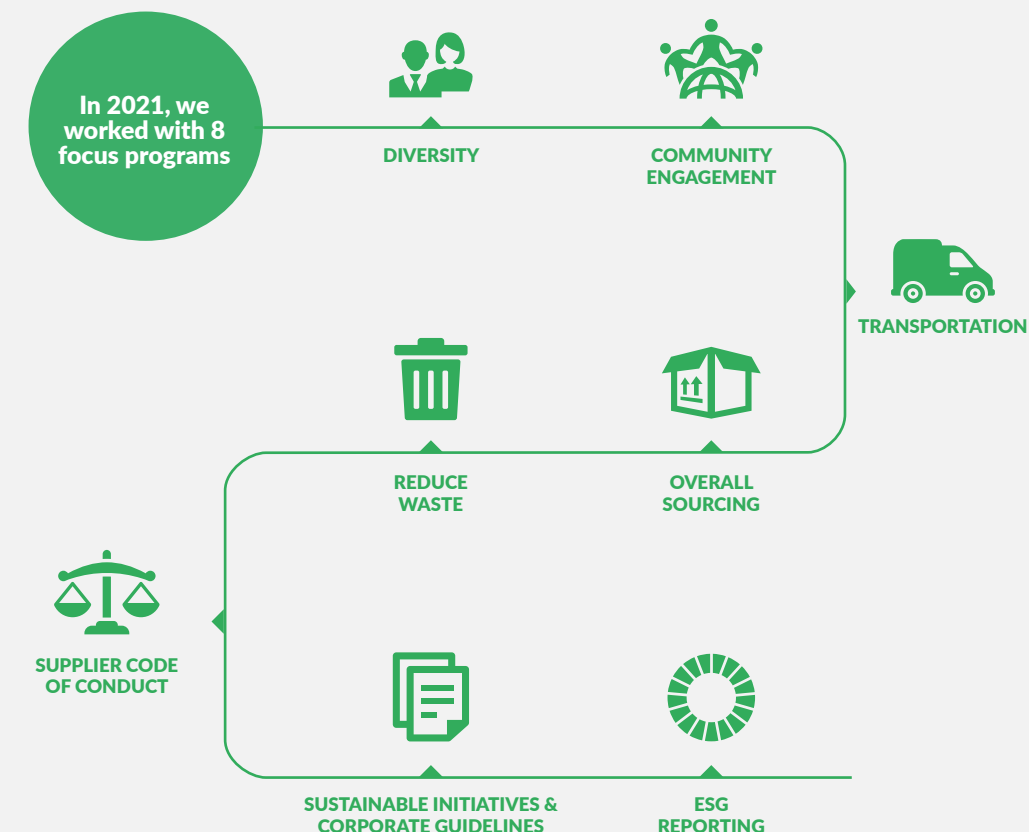 In 2021, we
worked with 8
focus programs
DIVERSITY
COMMUNITY
ENGAGEMENT
TRANSPORTATION
OVERALL
SOURCING
REDUCE
WASTE
SUPPLIER CODE
OF CONDUCT
SUSTAINABLE INITIATIVES &
CORPORATE GUIDELINES
ESG
REPORTING